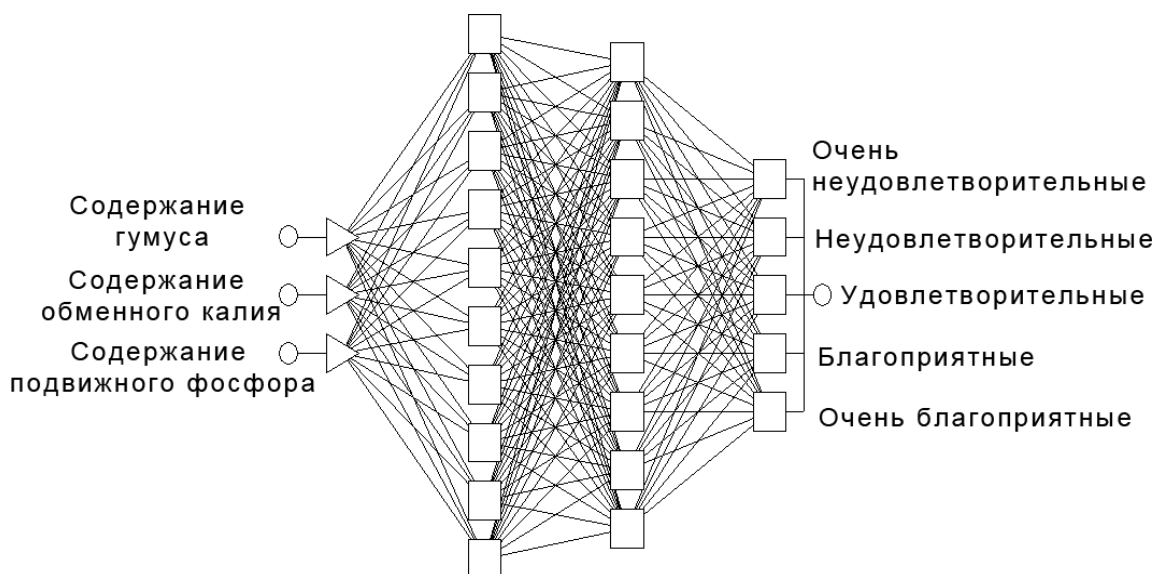 Содержание
гумуса
Содержание
обменного калия
Содержание
подвижного фосфора
Очень
неудовлетворительные
Неудовлетворительные
Удовлетворительные
Благоприятные
Очень благоприятные